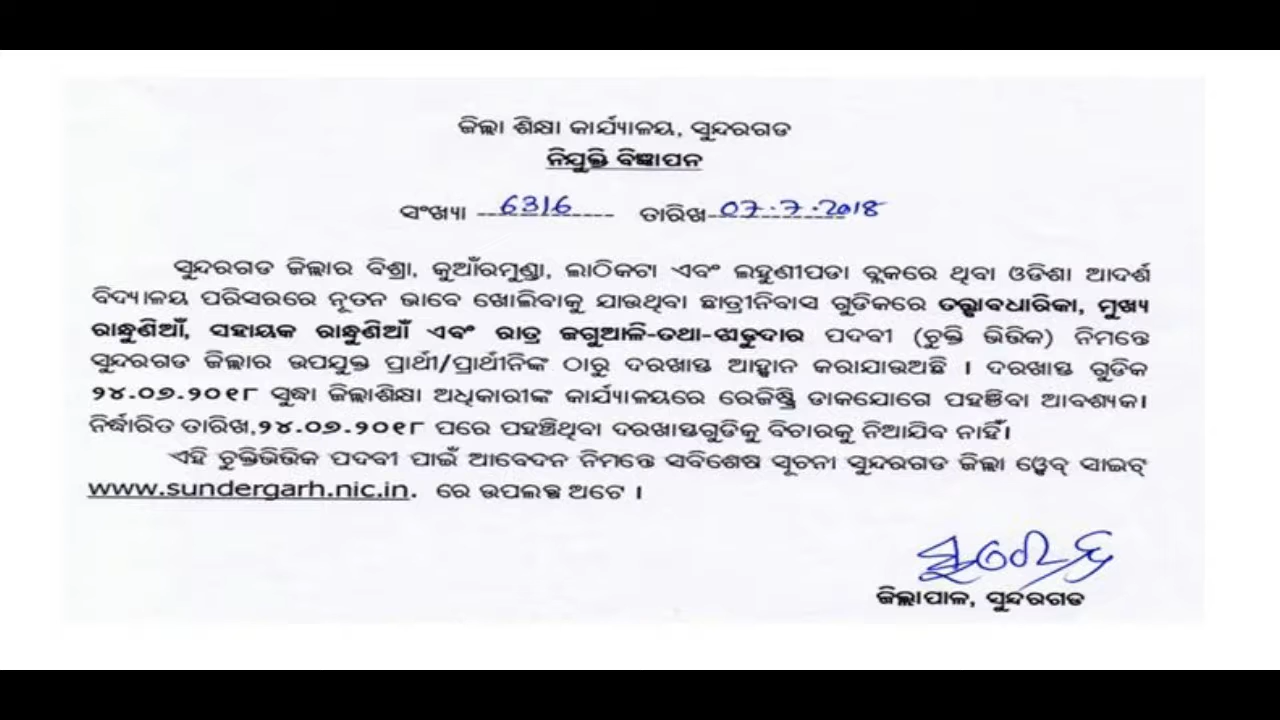 ଜିଲ୍ଲା ଶିକ୍ଷା କାର୍ଯ୍ୟାଳୟ, ସୁନ୍ଦରଗଡ
ନିଯୁକ୍ତି ବିଜ୍ଞାପନ
ସଂଖ୍ୟା ---6316----- ତାରିଖ-07.7.2018
ସୁନ୍ଦରଗଡ ଜିଲ୍ଲାର ବିଶ୍ରା, କୁଆଁରମୁଣ୍ଡା, ଲାଠିକଟା ଏବଂ ଲହୁଣୀପଡା ବ୍ଲକରେ ଥିବା ଓଡିଶା ଆଦର୍ଶ
ବିଦ୍ୟାଳୟ ପରିସରରେ ନୂତନ ଭାବେ ଖୋଲିବାକୁ ଯାଉଥିବା ଛାତ୍ରୀନିବାସ ଗୁଡିକରେ ତତ୍ତ୍ବାବଧାରିକା, ମୁଖ୍ୟ
ରାନ୍ଧୁଣିଆଁ, ସହାୟକ ରାନ୍ଧୁଣିଆଁ ଏବଂ ରାତ୍ର ଜଗୁଆଳି-ତଥା-ଝାଡୁଦାର ପଦବୀ (ଚୁକ୍ତି ଭିତ୍ତିକ) ନିମନ୍ତେ
ସୁନ୍ଦରଗଡ ଜିଲ୍ଲାର ଉପଯୁକ୍ତ ପ୍ରାର୍ଥୀ/ପ୍ରାର୍ଥୀନିଙ୍କ ଠାରୁ ଦରଖାସ୍ତ ଆହ୍ବାନ କରାଯାଉଅଛି । ଦରଖାସ୍ତ ଗୁଡିକ
୨୪.୦୭.୨୦୧୮ ସୁଦ୍ଧା ଜିଲ୍ଲାଶିକ୍ଷା ଅଧିକାରୀଙ୍କ କାର୍ଯ୍ୟାଳୟରେ ରେଜିଷ୍ଟ୍ରି ଡାକଯୋଗେ ପହଞ୍ଚିବା ଆବଶ୍ୟକ।
ନିର୍ଦ୍ଧାରିତ ତାରିଖ,୨୪.୦୭.୨୦୧୮ ପରେ ପହଞ୍ଚିଥିବା ଦରଖାସ୍ତଗୁଡିକୁ ବିଚାରକୁ ନିଆଯିବ ନାହିଁ।
ଏହି ଚୁକ୍ତିଭିତ୍ତିକ ପଦବୀ ପାଇଁ ଆବେଦନ ନିମନ୍ତେ ସବିଶେଷ ସୂଚନା ସୁନ୍ଦରଗଡ ଜିଲ୍ଲା ୱେବ୍ ସାଇଟ୍
www.sundergarh.nic.in. ରେ ଉପଲବ୍ଧ ଅଟେ ।
ଜିଲ୍ଲାପାଳ, ସୁନ୍ଦରଗଡ